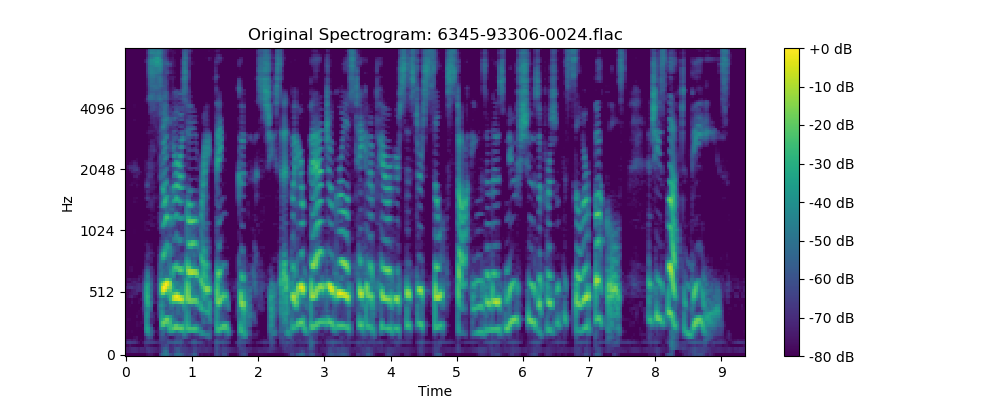 Original Spectrogram: 6345-93306-0024.flac
Hz
4096
2048
1024
512
0
0 1 2 3 4 5 6 7 8 9
Time
+0 dB
-10 dB
-20 dB
-30 dB
-40 dB
-50 dB
-60 dB
-70 dB
-80 dB